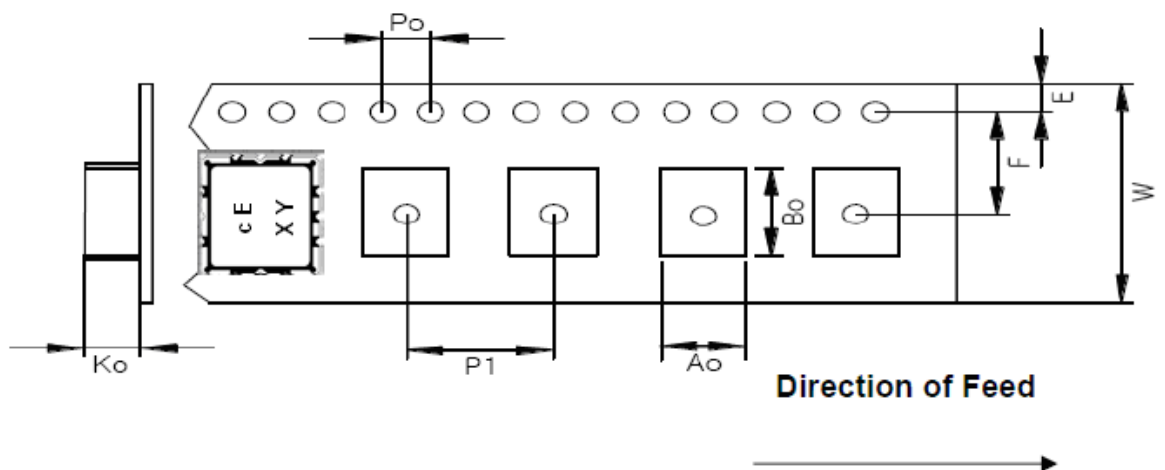 Po
E
F
W
Bo
c E
X Y
Ko
P1
Ao
Direction of Feed